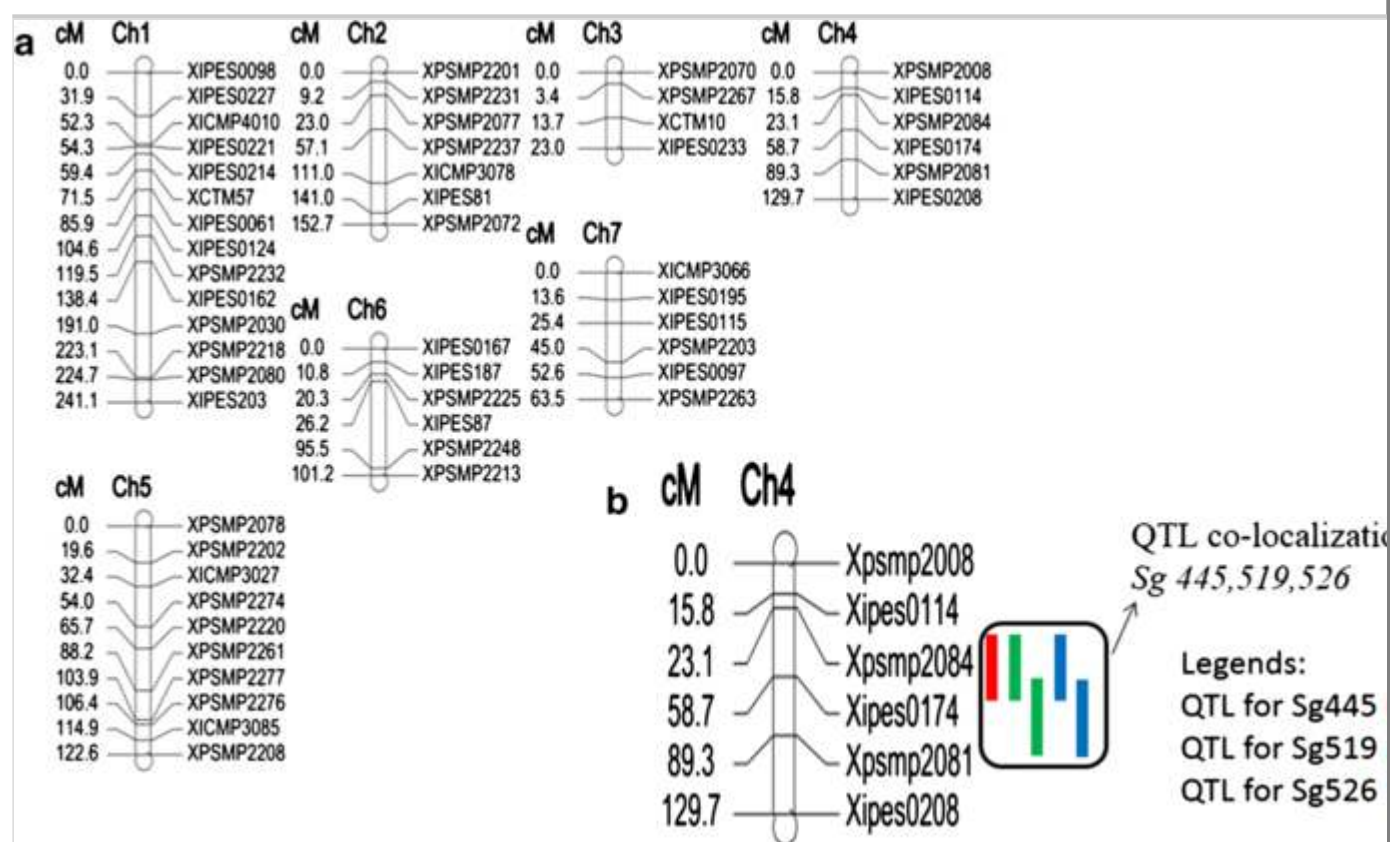 a
cM Ch1
0.0 XIPES0098
31.9 XIPES0227
52.3 XICMP4010
54.3 XIPES0221
59.4 XIPES0214
71.5 XCTM57
85.9 XIPES0061
104.6 XIPES0124
119.5 XPSMP2232
138.4 XIPES0162
191.0 XPSMP2030
223.1 XPSMP2218
224.7 XPSMP2080
241.1 XIPES203
cM Ch2
0.0 XPSMP2201
9.2 XPSMP2231
23.0 XPSMP2077
57.1 XPSMP2237
111.0 XICMP3078
141.0 XIPES81
152.7 XPSMP2072
cM Ch3
0.0 XPSMP2070
3.4 XPSMP2267
13.7 XCTM10
23.0 XIPES0233
cM Ch4
0.0 XPSMP2008
15.8 XIPES0114
23.1 XPSMP2084
58.7 XIPES0174
89.3 XPSMP2081
129.7 XIPES0208
cM Ch6
0.0 XIPES0167
10.8 XIPES187
20.3 XPSMP2225
26.2 XIPES87
95.5 XPSMP2248
101.2 XPSMP2213
cM Ch7
0.0 XICMP3066
13.6 XIPES0195
25.4 XIPES0115
45.0 XPSMP2203
52.6 XIPES0097
63.5 XPSMP2263
cM Ch5
0.0 XPSMP2078
19.6 XPSMP2202
32.4 XICMP3027
54.0 XPSMP2274
65.7 XPSMP2220
88.2 XPSMP2261
103.9 XPSMP2277
106.4 XPSMP2276
114.9 XICMP3085
122.6 XPSMP2208
b
cM Ch4
0.0 Xpsmp2008
15.8 Xipes0114
23.1 Xpsmp2084
58.7 Xipes0174
89.3 Xpsmp2081
129.7 Xipes0208
QTL co-localizatio
Sg 445,519,526
Legends:
QTL for Sg445
QTL for Sg519
QTL for Sg526